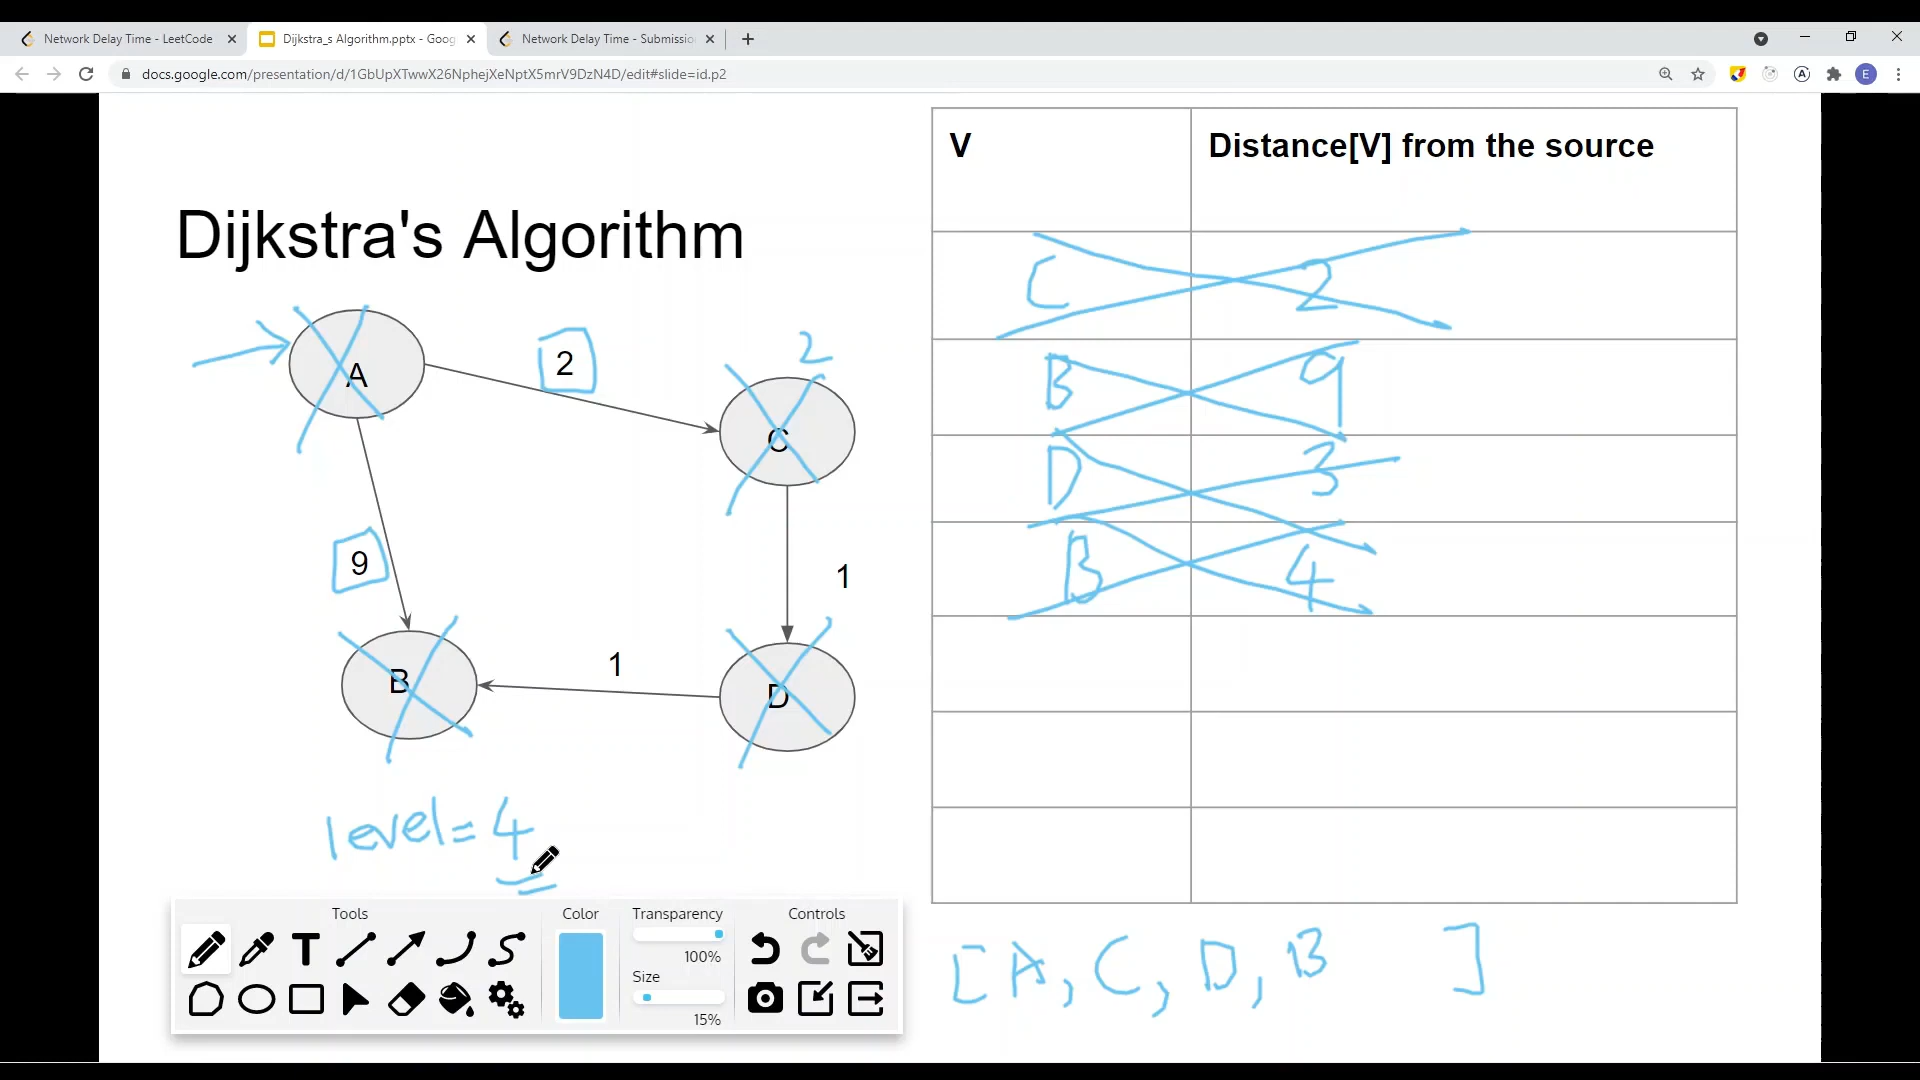 Network Delay Time - LeetCode
Dijkstra_s Algorithm.pptx - Goog
Network Delay Time - Submissio
docs.google.com/presentation/d/1GbUpXTwwX26NphejXeNptX5mrV9DzN4D/edit#slide=id.p2
A
E
V
Distance[V] from the source
Dijkstra's Algorithm
C 2
B 9
D 3
B 4
A
2
2
C
9
1
B
1
D
level=4
Tools
Color
Transparency
100%
Size
15%
Controls
T
[A, C, D, B ]